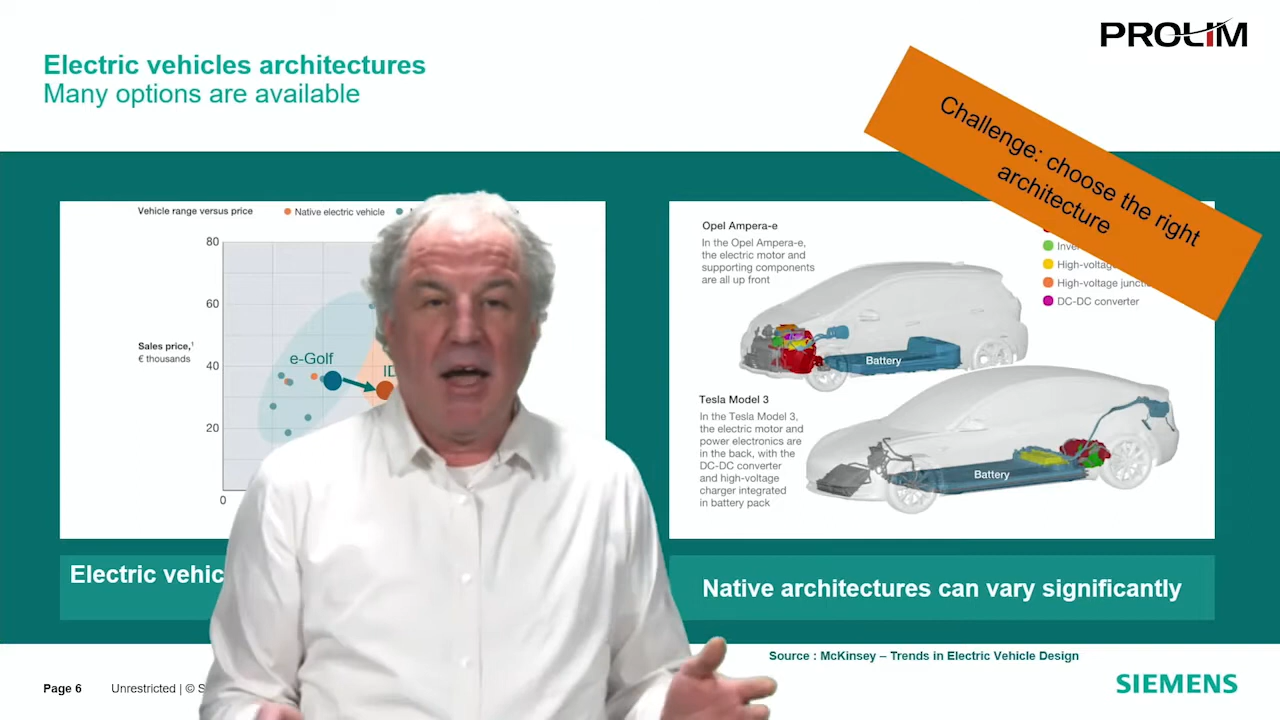 PROLIM
Electric vehicles architectures
Many options are available
Challenge: choose the right
architecture
Vehicle range versus price
Native electric vehicle
80
60
Sales price,¹
€ thousands
40
20
0
e-Golf
Opel Ampera-e
In the Opel Ampera-e,
the electric motor and
supporting components
are all up front
DC-DC converter
Battery
Tesla Model 3
In the Tesla Model 3,
the electric motor and
power electronics are
in the back, with the
DC-DC converter
and high-voltage
charger integrated
in battery pack
Battery
Electric
Native architectures can vary significantly
Source : McKinsey – Trends in Electric Vehicle Design
Page 6
Unrestricted | ©
SIEMENS